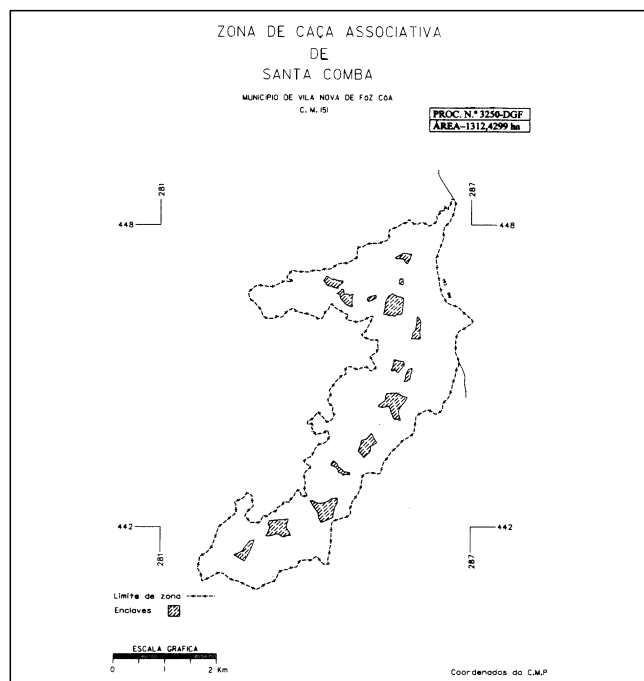 ZONA DE CAÇA ASSOCIATIVA
DE
SANTA COMBA
MUNICIPIO DE VILA NOVA DE FOZ COA
C. M. 151
PROC. N.º 3250-DGF
ÁREA–1312,4299 ha
281
287
448
448
442
442
281
287
Limite de zona
Enclaves
ESCALA GRAFICA
0 1 2 Km
Coordenadas da C.M.P